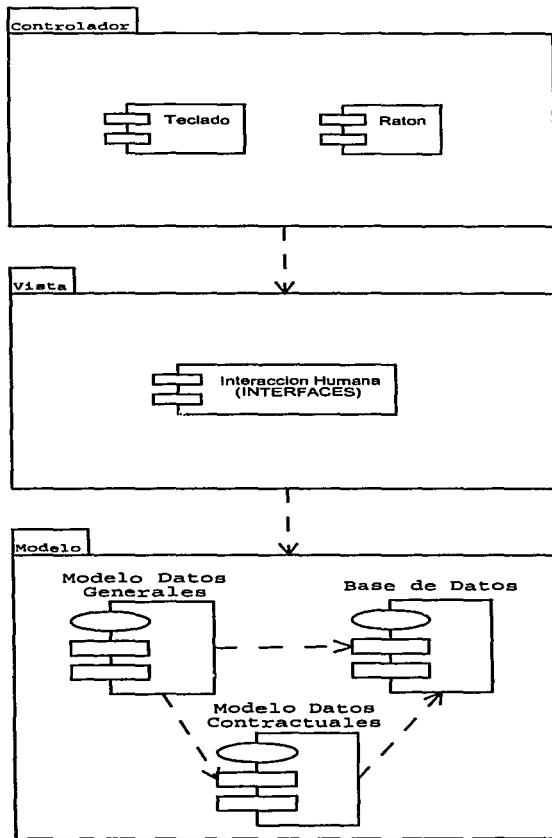 Controlador
Teclado
Raton
Vista
Interaccion Humana
(INTERFACES)
Modelo
Modelo Datos
Generales
Base de Datos
Modelo Datos
Contractuales